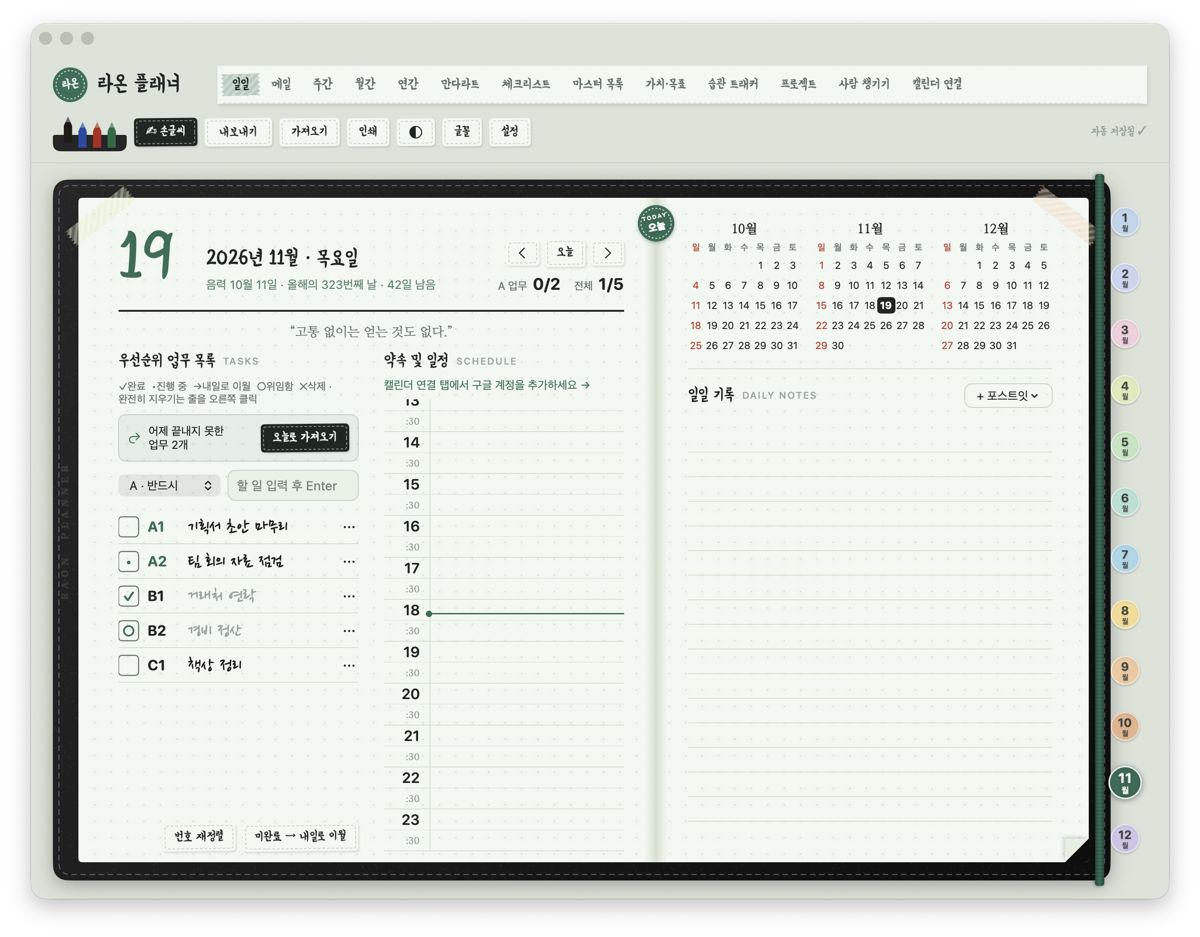 라온
라온 플래너
일일 메일 주간 월간 연간 만다라트 체크리스트 마스터 목록 가치·목표 습관 트래커 프로젝트 사람 챙기기 캘린더 연결
✍ 손글씨 내보내기 가져오기 인쇄 글꼴 설정
자동 저장됨 ✓
RAON PLANNER
19
2026년 11월 · 목요일
오늘
음력 10월 11일 · 올해의 323번째 날 · 42일 남음
A 업무 0/2 전체 1/5
“고통 없이는 얻는 것도 없다.”
우선순위 업무 목록 TASKS
✓완료 •진행 중 →내일로 이월 ○위임함 ×삭제 ·
완전히 지우기는 줄을 오른쪽 클릭
어제 끝내지 못한
업무 2개
오늘로 가져오기
A · 반드시
할 일 입력 후 Enter
A1 기획서 초안 마무리 ···
A2 팀 회의 자료 점검 ···
B1 거래처 연락 ···
B2 경비 정산 ···
C1 책상 정리 ···
번호 재정렬
미완료 → 내일로 이월
약속 및 일정 SCHEDULE
캘린더 연결 탭에서 구글 계정을 추가하세요 →
13
:30
14
:30
15
:30
16
:30
17
:30
18
:30
19
:30
20
:30
21
:30
22
:30
23
:30
TODAY
오늘
10월
일 월 화 수 목 금 토
1 2 3
4 5 6 7 8 9 10
11 12 13 14 15 16 17
18 19 20 21 22 23 24
25 26 27 28 29 30 31
11월
일 월 화 수 목 금 토
1 2 3 4 5 6 7
8 9 10 11 12 13 14
15 16 17 18 19 20 21
22 23 24 25 26 27 28
29 30
12월
일 월 화 수 목 금 토
1 2 3 4 5
6 7 8 9 10 11 12
13 14 15 16 17 18 19
20 21 22 23 24 25 26
27 28 29 30 31
일일 기록 DAILY NOTES
+ 포스트잇
1
월
2
월
3
월
4
월
5
월
6
월
7
월
8
월
9
월
10
월
11
월
12
월